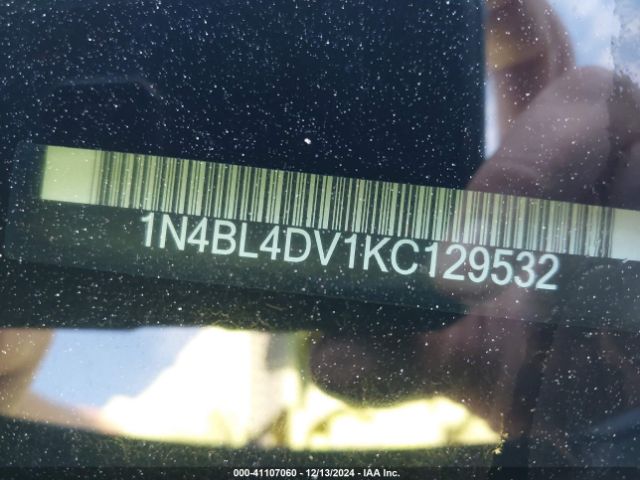 1N4BL4DV1KC129532
000-41107060 - 12/13/2024 - IAA Inc.